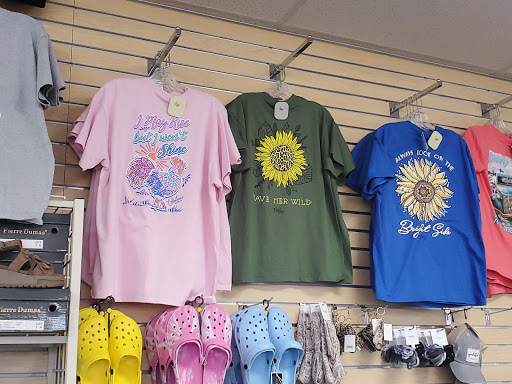 I May Rise
but I won't
Shine
LEAVE HER WILD
ALWAYS LOOK ON THE
Bright Side
Pierre Dumas
Pierre Dumas